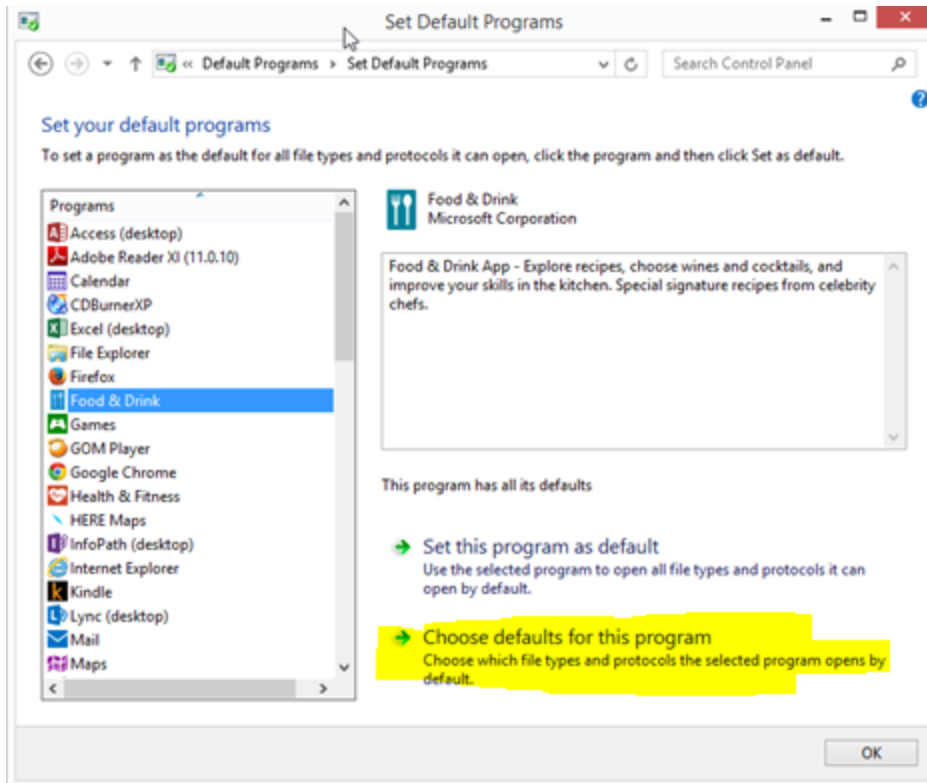 Set Default Programs
« Default Programs › Set Default Programs
Search Control Panel
Set your default programs
To set a program as the default for all file types and protocols it can open, click the program and then click Set as default.
Programs
Access (desktop)
Adobe Reader XI (11.0.10)
Calendar
CDBurnerXP
Excel (desktop)
File Explorer
Firefox
Food & Drink
Games
GOM Player
Google Chrome
Health & Fitness
HERE Maps
InfoPath (desktop)
Internet Explorer
Kindle
Lync (desktop)
Mail
Maps
Food & Drink
Microsoft Corporation
Food & Drink App - Explore recipes, choose wines and cocktails, and
improve your skills in the kitchen. Special signature recipes from celebrity
chefs.
This program has all its defaults
Set this program as default
Use the selected program to open all file types and protocols it can
open by default.
Choose defaults for this program
Choose which file types and protocols the selected program opens by
default.
OK